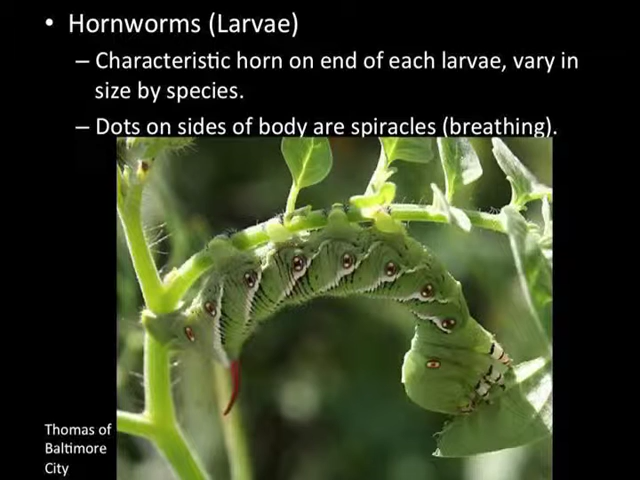 • Hornworms (Larvae)
– Characteristic horn on end of each larvae, vary in
size by species.
– Dots on sides of body are spiracles (breathing).
Thomas of
Baltimore
City